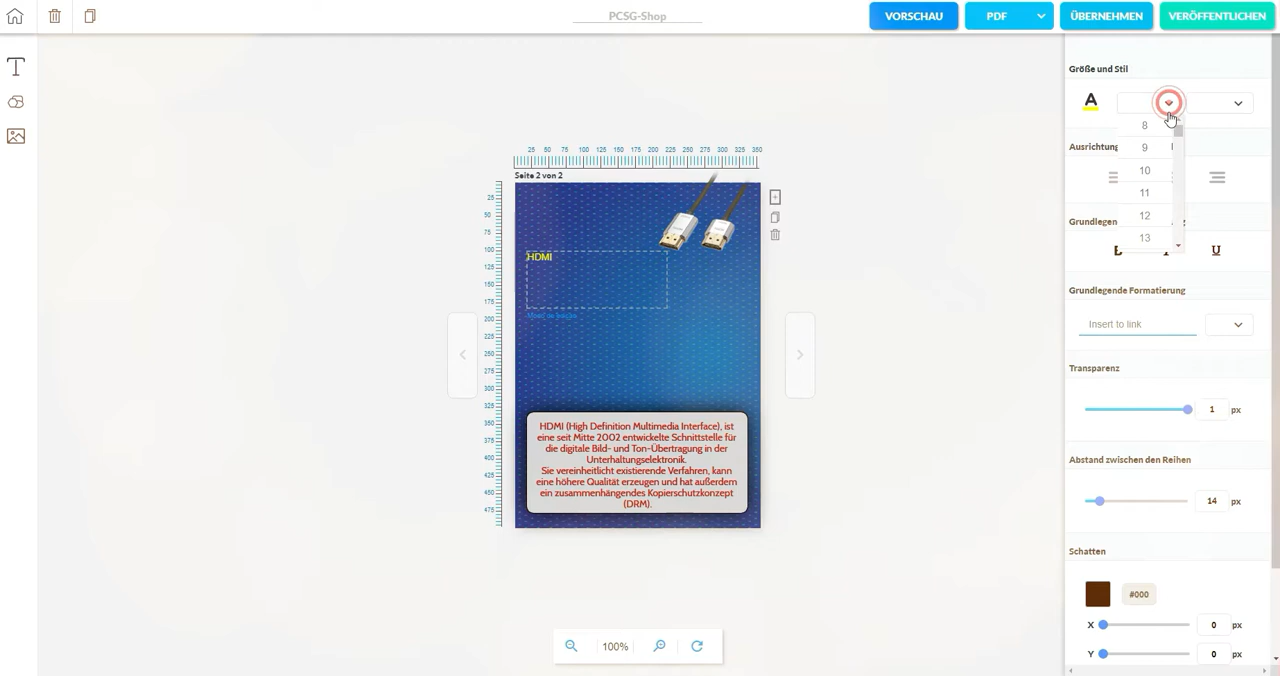 PCSG-Shop
VORSCHAU
PDF
ÜBERNEHMEN
VERÖFFENTLICHEN
Größe und Stil
A
8
9
10
11
12
13
Ausrichtung
Grundlegen
B
U
Grundlegende Formatierung
Insert to link
Transparenz
1 px
Abstand zwischen den Reihen
14 px
Schatten
#000
X 0 px
Y 0 px
T
25 50 75 100 125 150 175 200 225 250 275 300 325 350
Seite 2 von 2
25
50
75
100
125
150
175
200
225
250
275
300
325
350
375
400
425
450
475
HDMI
HDMI (High Definition Multimedia Interface), ist
eine seit Mitte 2002 entwickelte Schnittstelle für
die digitale Bild- und Ton-Übertragung in der
Unterhaltungselektronik.
Sie vereinheitlicht existierende Verfahren, kann
eine höhere Qualität erzeugen und hat außerdem
ein zusammenhängendes Kopierschutzkonzept
(DRM).
100%